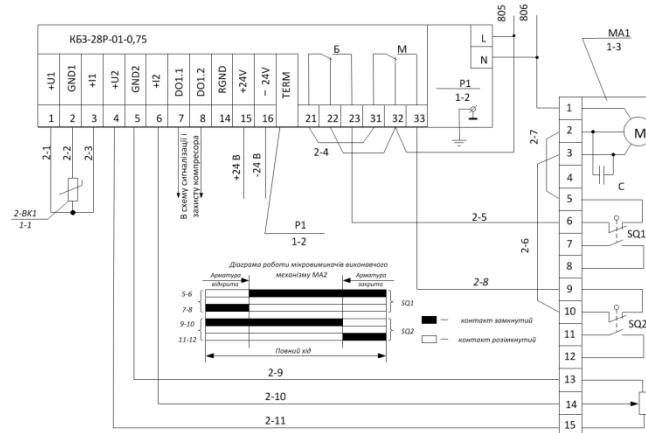 805
806
КБЗ-28Р-01-0,75
L
N
Б
М
МА1
1-3
Р1
1-2
+U1
GND1
+I1
+U2
GND2
+I2
DO1.1
DO1.2
RGND
+24V
– 24V
TERM
1
2
3
4
5
6
7
8
14
15
16
21
22
23
31
32
33
2-1
2-2
2-3
2-4
2-7
2-6
В схему сигналізації і
захисту компресора
+24 В
-24 В
2-ВК1
1-1
Р1
1-2
2-5
2-8
2-9
2-10
2-11
Діаграма роботи мікровимикачів виконавчого
механізму МА2
Арматура
відкрита
Арматура
закрита
5-6
7-8
9-10
11-12
SQ1
SQ2
Повний хід
– контакт замкнутий
– контакт розімкнутий
1
2
3
4
5
6
7
8
9
10
11
12
13
14
15
М
С
SQ1
SQ2